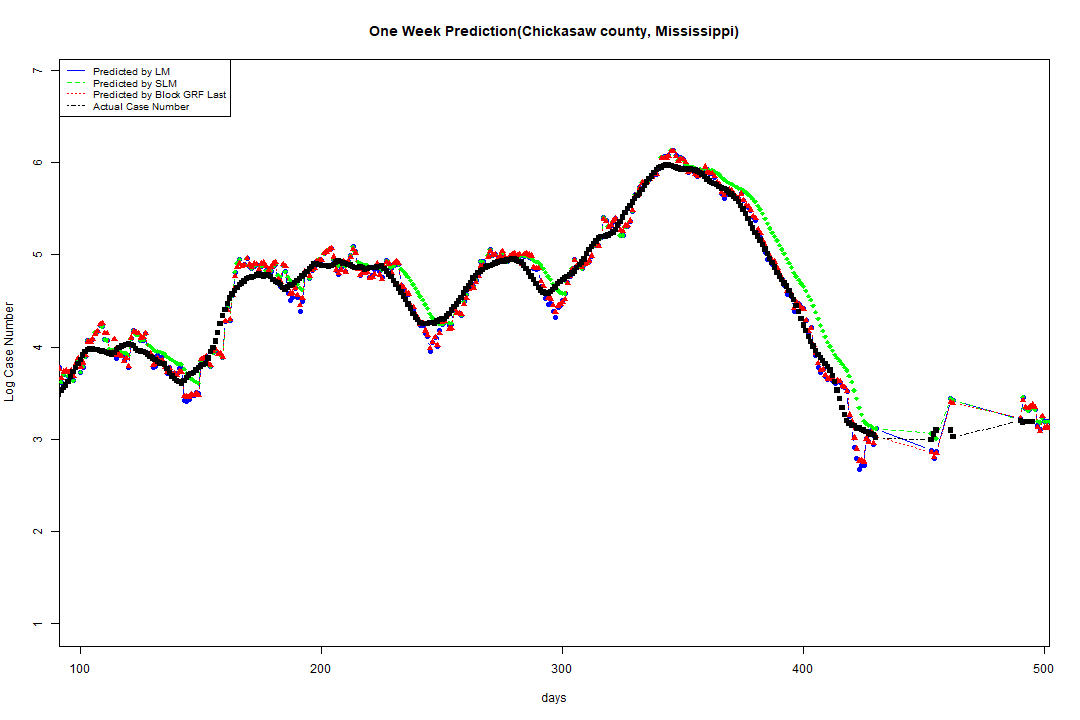 One Week Prediction(Chickasaw county, Mississippi)
Predicted by LM
Predicted by SLM
Predicted by Block GRF Last
Actual Case Number
7
6
5
4
3
2
1
Log Case Number
100 200 300 400 500
days